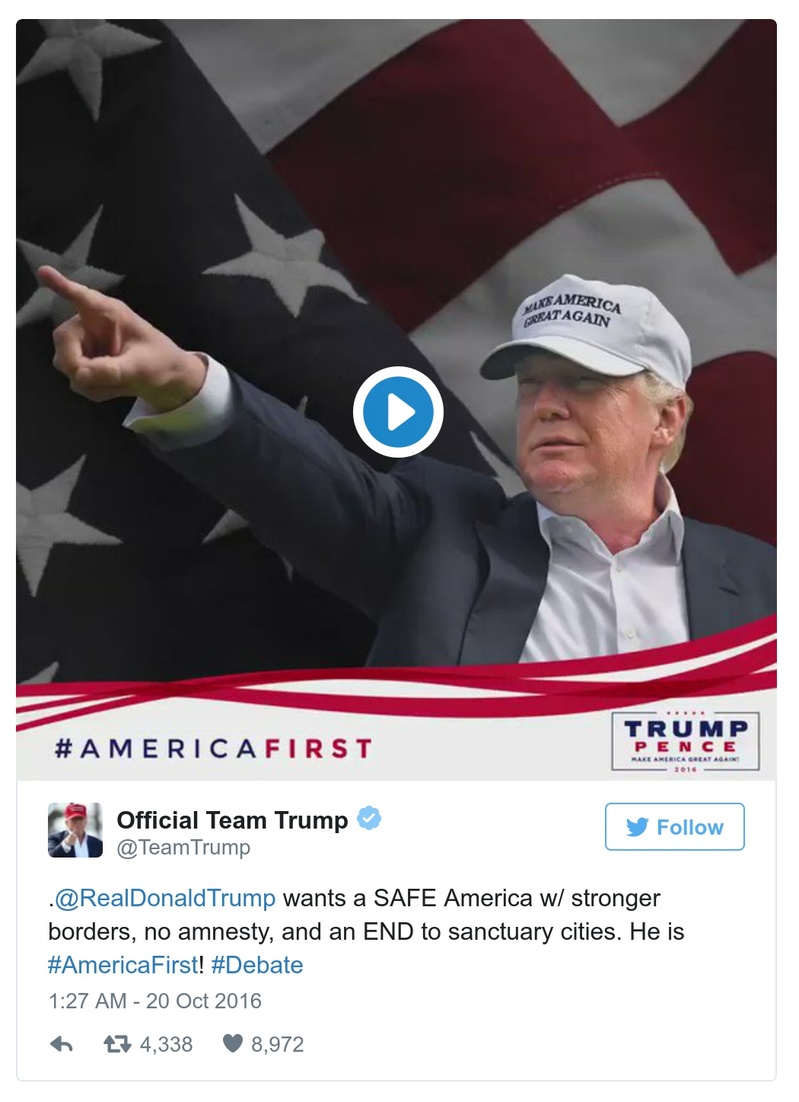 MAKE AMERICA
GREAT AGAIN
#AMERICAFIRST
TRUMP
PENCE
MAKE AMERICA GREAT AGAIN!
2016
Official Team Trump
@TeamTrump
Follow
.@RealDonaldTrump wants a SAFE America w/ stronger
borders, no amnesty, and an END to sanctuary cities. He is
#AmericaFirst! #Debate
1:27 AM - 20 Oct 2016
4,338 8,972